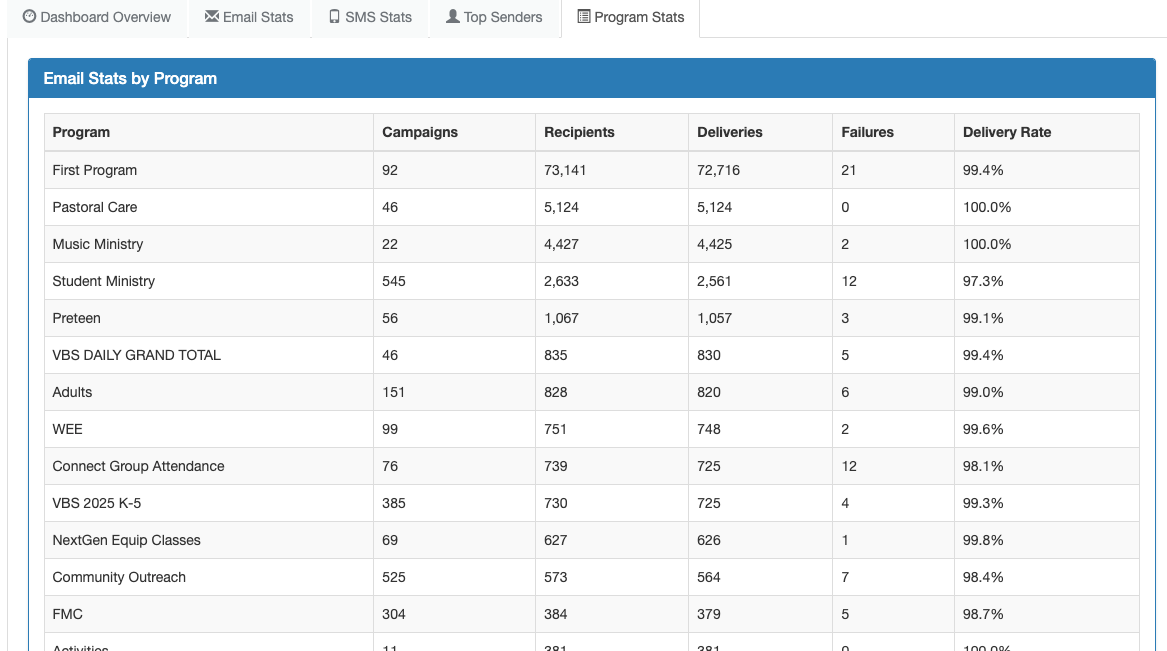 Dashboard Overview Email Stats SMS Stats Top Senders Program Stats
Email Stats by Program
Program Campaigns Recipients Deliveries Failures Delivery Rate
First Program 92 73,141 72,716 21 99.4%
Pastoral Care 46 5,124 5,124 0 100.0%
Music Ministry 22 4,427 4,425 2 100.0%
Student Ministry 545 2,633 2,561 12 97.3%
Preteen 56 1,067 1,057 3 99.1%
VBS DAILY GRAND TOTAL 46 835 830 5 99.4%
Adults 151 828 820 6 99.0%
WEE 99 751 748 2 99.6%
Connect Group Attendance 76 739 725 12 98.1%
VBS 2025 K-5 385 730 725 4 99.3%
NextGen Equip Classes 69 627 626 1 99.8%
Community Outreach 525 573 564 7 98.4%
FMC 304 384 379 5 98.7%
Activities 11 381 381 0 100.0%